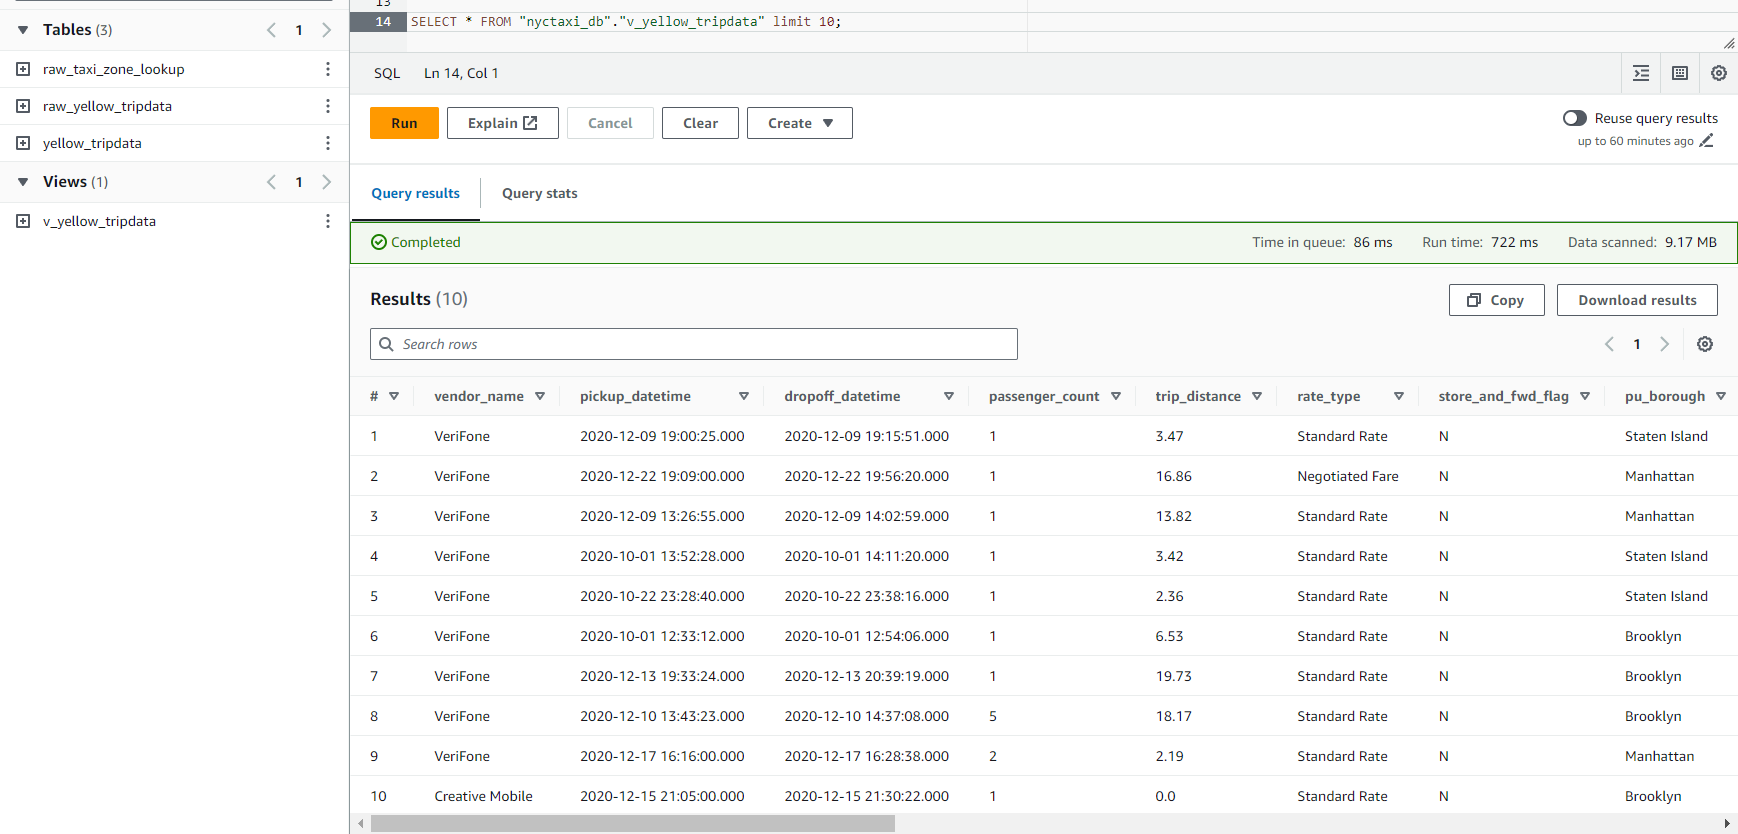 Tables (3) 1
raw_taxi_zone_lookup
raw_yellow_tripdata
yellow_tripdata
Views (1) 1
v_yellow_tripdata
13
14 SELECT * FROM "nyctaxi_db"."v_yellow_tripdata" limit 10;
SQL Ln 14, Col 1
Run Explain Cancel Clear Create
Reuse query results
up to 60 minutes ago
Query results Query stats
Completed Time in queue: 86 ms Run time: 722 ms Data scanned: 9.17 MB
Results (10) Copy Download results
Search rows 1
# vendor_name pickup_datetime dropoff_datetime passenger_count trip_distance rate_type store_and_fwd_flag pu_borough
1 VeriFone 2020-12-09 19:00:25.000 2020-12-09 19:15:51.000 1 3.47 Standard Rate N Staten Island
2 VeriFone 2020-12-22 19:09:00.000 2020-12-22 19:56:20.000 1 16.86 Negotiated Fare N Manhattan
3 VeriFone 2020-12-09 13:26:55.000 2020-12-09 14:02:59.000 1 13.82 Standard Rate N Manhattan
4 VeriFone 2020-10-01 13:52:28.000 2020-10-01 14:11:20.000 1 3.42 Standard Rate N Staten Island
5 VeriFone 2020-10-22 23:28:40.000 2020-10-22 23:38:16.000 1 2.36 Standard Rate N Staten Island
6 VeriFone 2020-10-01 12:33:12.000 2020-10-01 12:54:06.000 1 6.53 Standard Rate N Brooklyn
7 VeriFone 2020-12-13 19:33:24.000 2020-12-13 20:39:19.000 1 19.73 Standard Rate N Brooklyn
8 VeriFone 2020-12-10 13:43:23.000 2020-12-10 14:37:08.000 5 18.17 Standard Rate N Brooklyn
9 VeriFone 2020-12-17 16:16:00.000 2020-12-17 16:28:38.000 2 2.19 Standard Rate N Manhattan
10 Creative Mobile 2020-12-15 21:05:00.000 2020-12-15 21:30:22.000 1 0.0 Standard Rate N Brooklyn